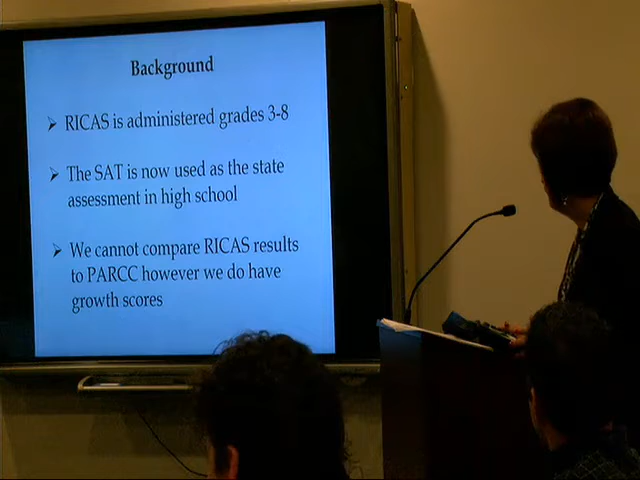 Background
RICAS is administered grades 3-8
The SAT is now used as the state
assessment in high school
We cannot compare RICAS results
to PARCC however we do have
growth scores